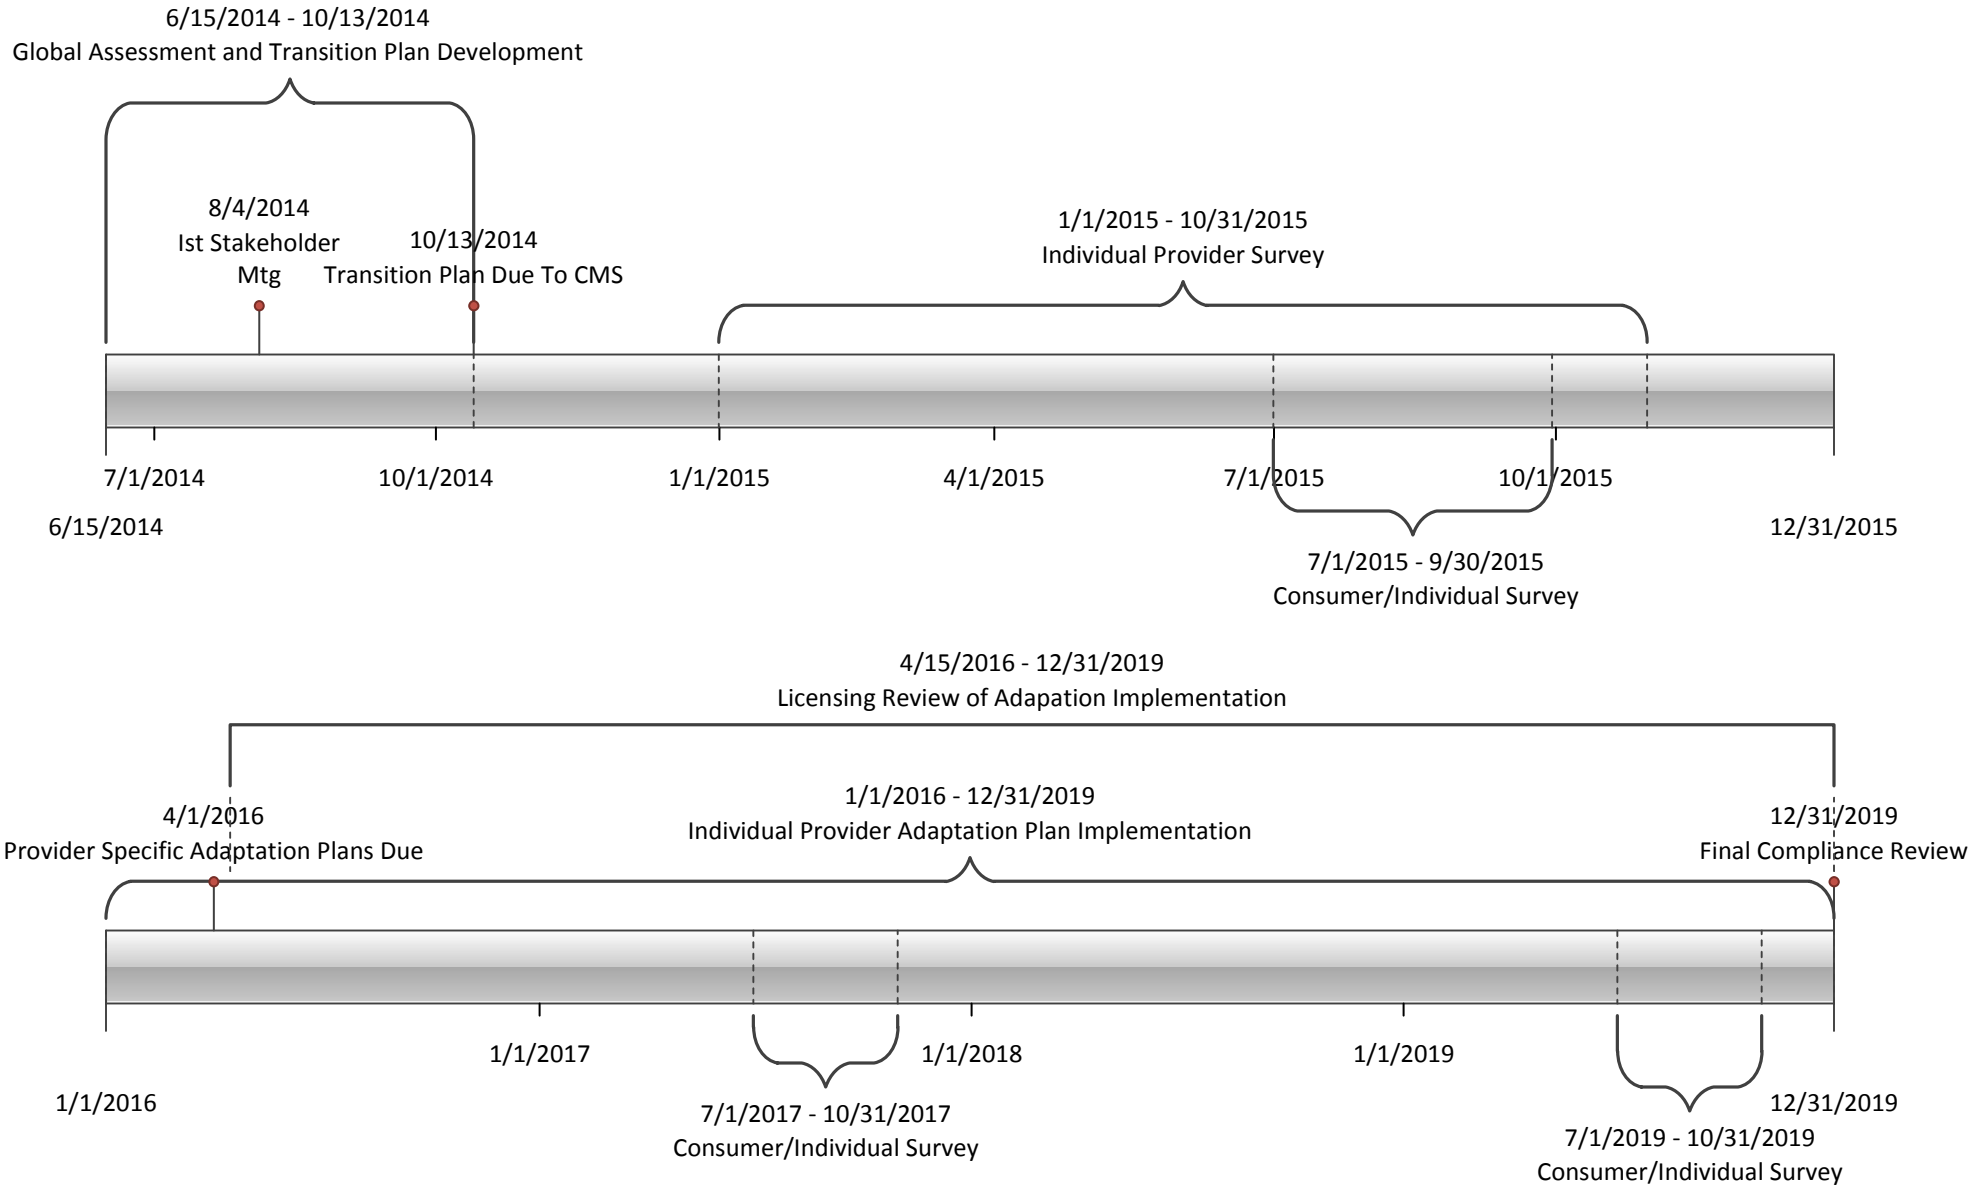 6/15/2014 - 10/13/2014
Global Assessment and Transition Plan Development
8/4/2014
Ist Stakeholder
Mtg
10/13/2014
Transition Plan Due To CMS
1/1/2015 - 10/31/2015
Individual Provider Survey
7/1/2014
10/1/2014
1/1/2015
4/1/2015
7/1/2015
10/1/2015
6/15/2014
12/31/2015
7/1/2015 - 9/30/2015
Consumer/Individual Survey
4/15/2016 - 12/31/2019
Licensing Review of Adapation Implementation
4/1/2016
Provider Specific Adaptation Plans Due
1/1/2016 - 12/31/2019
Individual Provider Adaptation Plan Implementation
12/31/2019
Final Compliance Review
1/1/2017
1/1/2018
1/1/2019
1/1/2016
12/31/2019
7/1/2017 - 10/31/2017
Consumer/Individual Survey
7/1/2019 - 10/31/2019
Consumer/Individual Survey